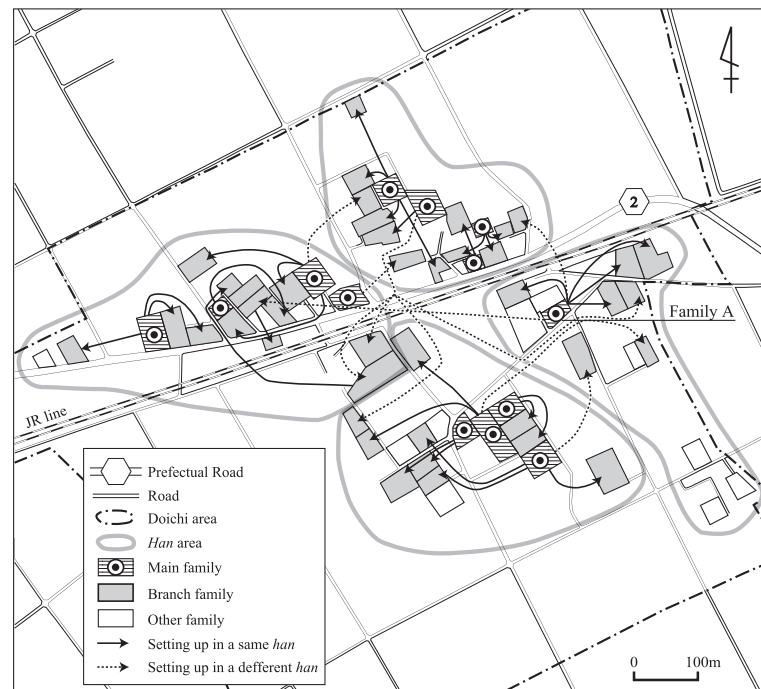 2
Family A
JR line
Prefectual Road
Road
Doichi area
Han area
Main family
Branch family
Other family
Setting up in a same han
Setting up in a defferent han
0 100m